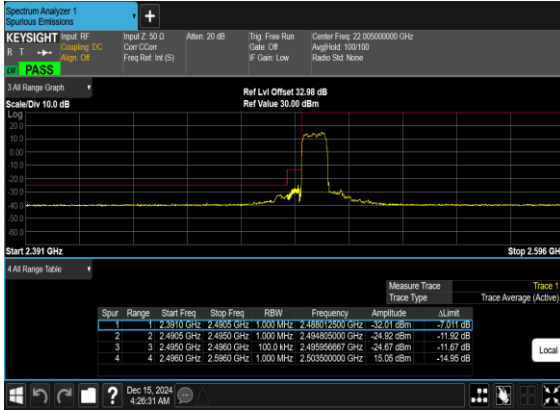 Spectrum Analyzer 1
Spurious Emissions
+
KEYSIGHT Input: RF Input Z: 50 Ω Atten: 20 dB Trig: Free Run Center Freq: 22.005000000 GHz
R T Coupling: DC Corr CCorr Gate: Off Avg|Hold: 100/100
Align: Off Freq Ref: Int (S) IF Gain: Low Radio Std: None
PASS
3 All Range Graph
Ref Lvl Offset 32.98 dB
Scale/Div 10.0 dB Ref Value 30.00 dBm
Log
20.0
10.0
0.00
-10.0
-20.0
-30.0
-40.0
-50.0
-60.0
Start 2.391 GHz Stop 2.596 GH
4 All Range Table
Measure Trace Trace 1
Trace Type Trace Average (Active)
Spur Range Start Freq Stop Freq RBW Frequency Amplitude ΔLimit
1 1 2.3910 GHz 2.4905 GHz 1.000 MHz 2.488012500 GHz -32.01 dBm -7.011 dB
2 2 2.4905 GHz 2.4950 GHz 1.000 MHz 2.494805000 GHz -24.92 dBm -11.92 dB
3 3 2.4950 GHz 2.4960 GHz 100.0 kHz 2.495956667 GHz -24.67 dBm -11.67 dB
4 4 2.4960 GHz 2.5960 GHz 1.000 MHz 2.503500000 GHz 15.05 dBm -14.95 dB
Local
?
Dec 15, 2024
4:26:31 AM